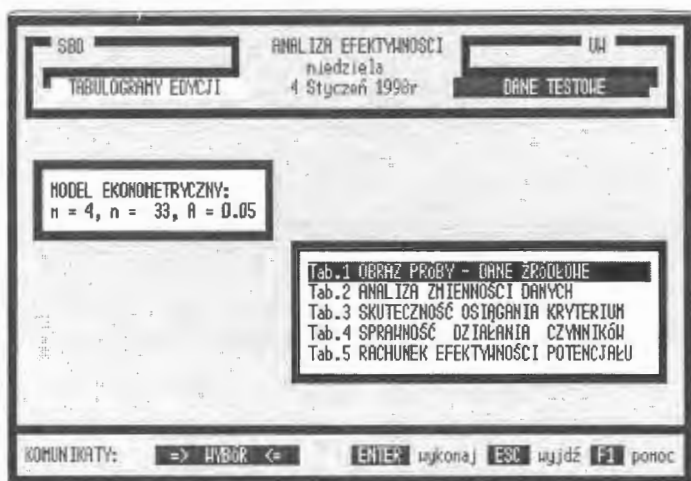 SBD
ANALIZA EFEKTYWNOŚCI
UW
niedziela
TABULOGRAMY EDYCJI
4 Styczeń 1998r
DANE TESTOWE
MODEL EKONOMETRYCZNY:
m = 4, n = 33, A = 0.05
Tab.1 OBRAZ PRÓBY - DANE ŹRÓDŁOWE
Tab.2 ANALIZA ZMIENNOŚCI DANYCH
Tab.3 SKUTECZNOŚĆ OSIĄGANIA KRYTERIUM
Tab.4 SPRAWNOŚĆ DZIAŁANIA CZYNNIKÓW
Tab.5 RACHUNEK EFEKTYWNOŚCI POTENCJAŁU
KOMUNIKATY: => WYBÓR <= ENTER wykonaj ESC wyjdź F1 pomoc